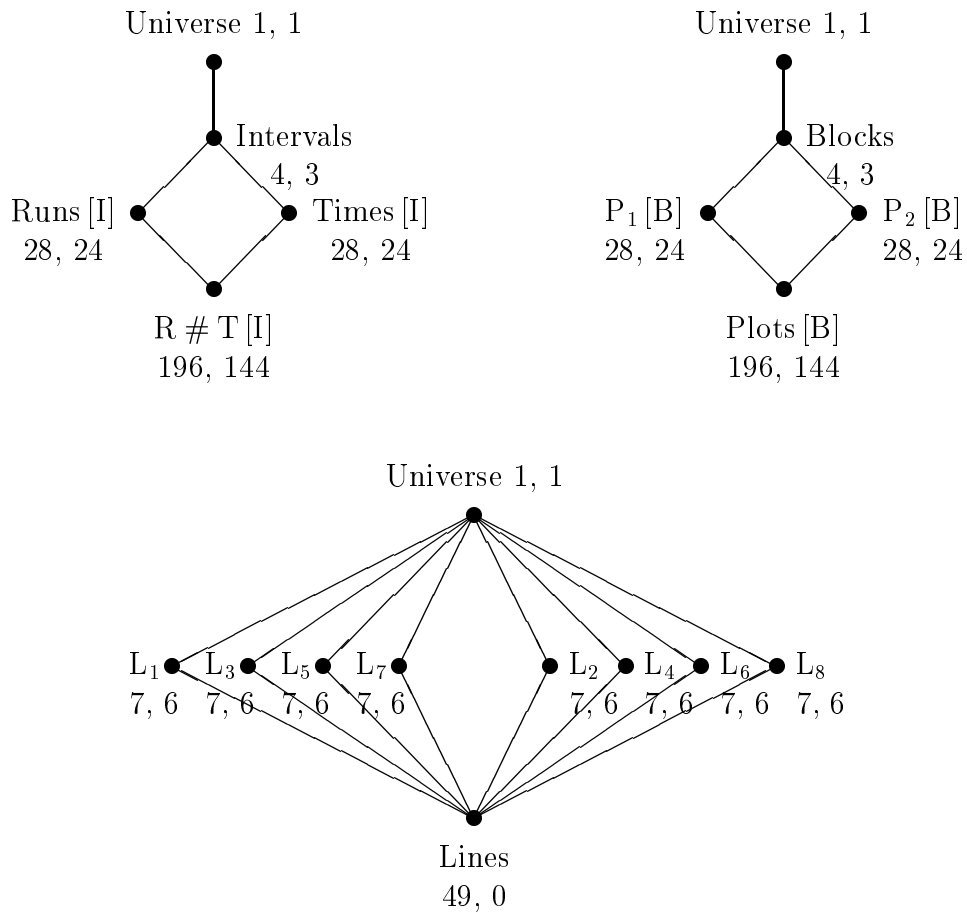 Universe 1, 1
Intervals
4, 3
Runs [I]
28, 24
Times [I]
28, 24
R # T [I]
196, 144
Universe 1, 1
Blocks
4, 3
P₁ [B]
28, 24
P₂ [B]
28, 24
Plots [B]
196, 144
Universe 1, 1
L₁ L₃ L₅ L₇ L₂ L₄ L₆ L₈
7, 6 7, 6 7, 6 7, 6 7, 6 7, 6 7, 6 7, 6
Lines
49, 0